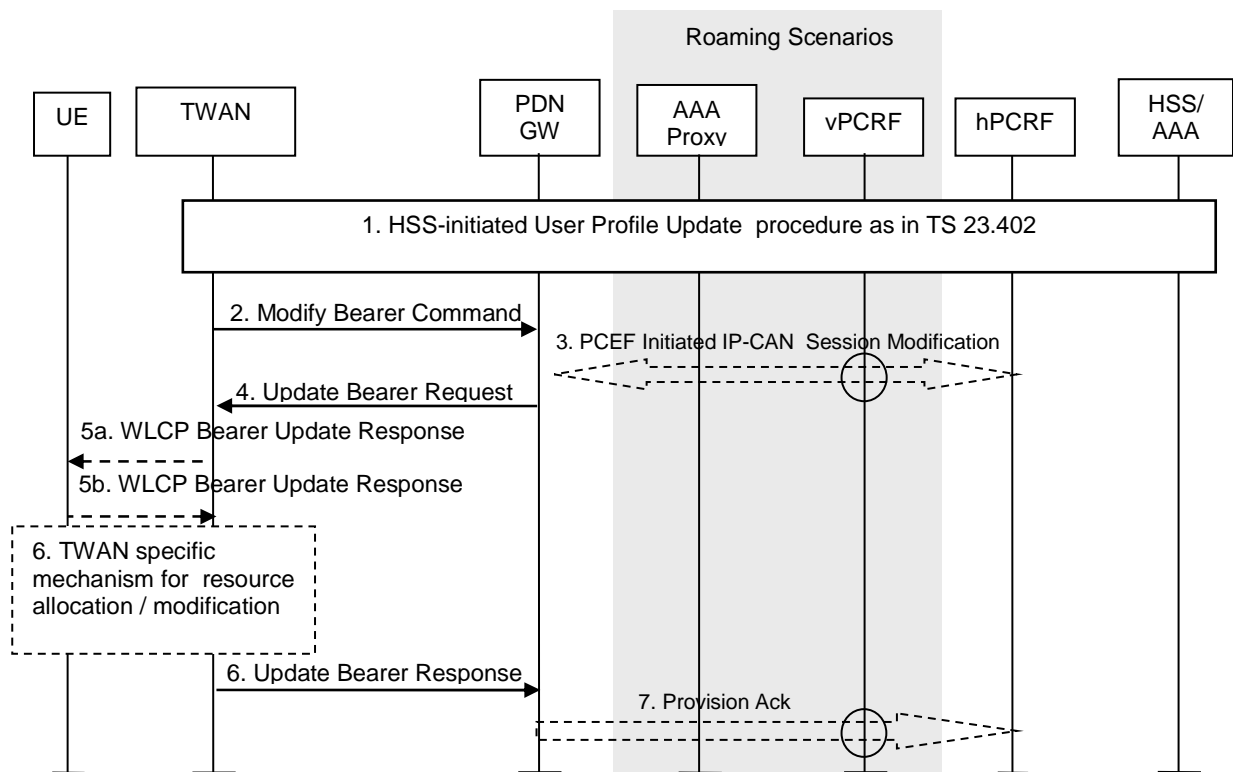 Roaming Scenarios
UE
TWAN
PDN
GW
AAA
Proxy
vPCRF
hPCRF
HSS/
AAA
1. HSS-initiated User Profile Update procedure as in TS 23.402
2. Modify Bearer Command
3. PCEF Initiated IP-CAN Session Modification
4. Update Bearer Request
5a. WLCP Bearer Update Response
5b. WLCP Bearer Update Response
6. TWAN specific
mechanism for resource
allocation / modification
6. Update Bearer Response
7. Provision Ack